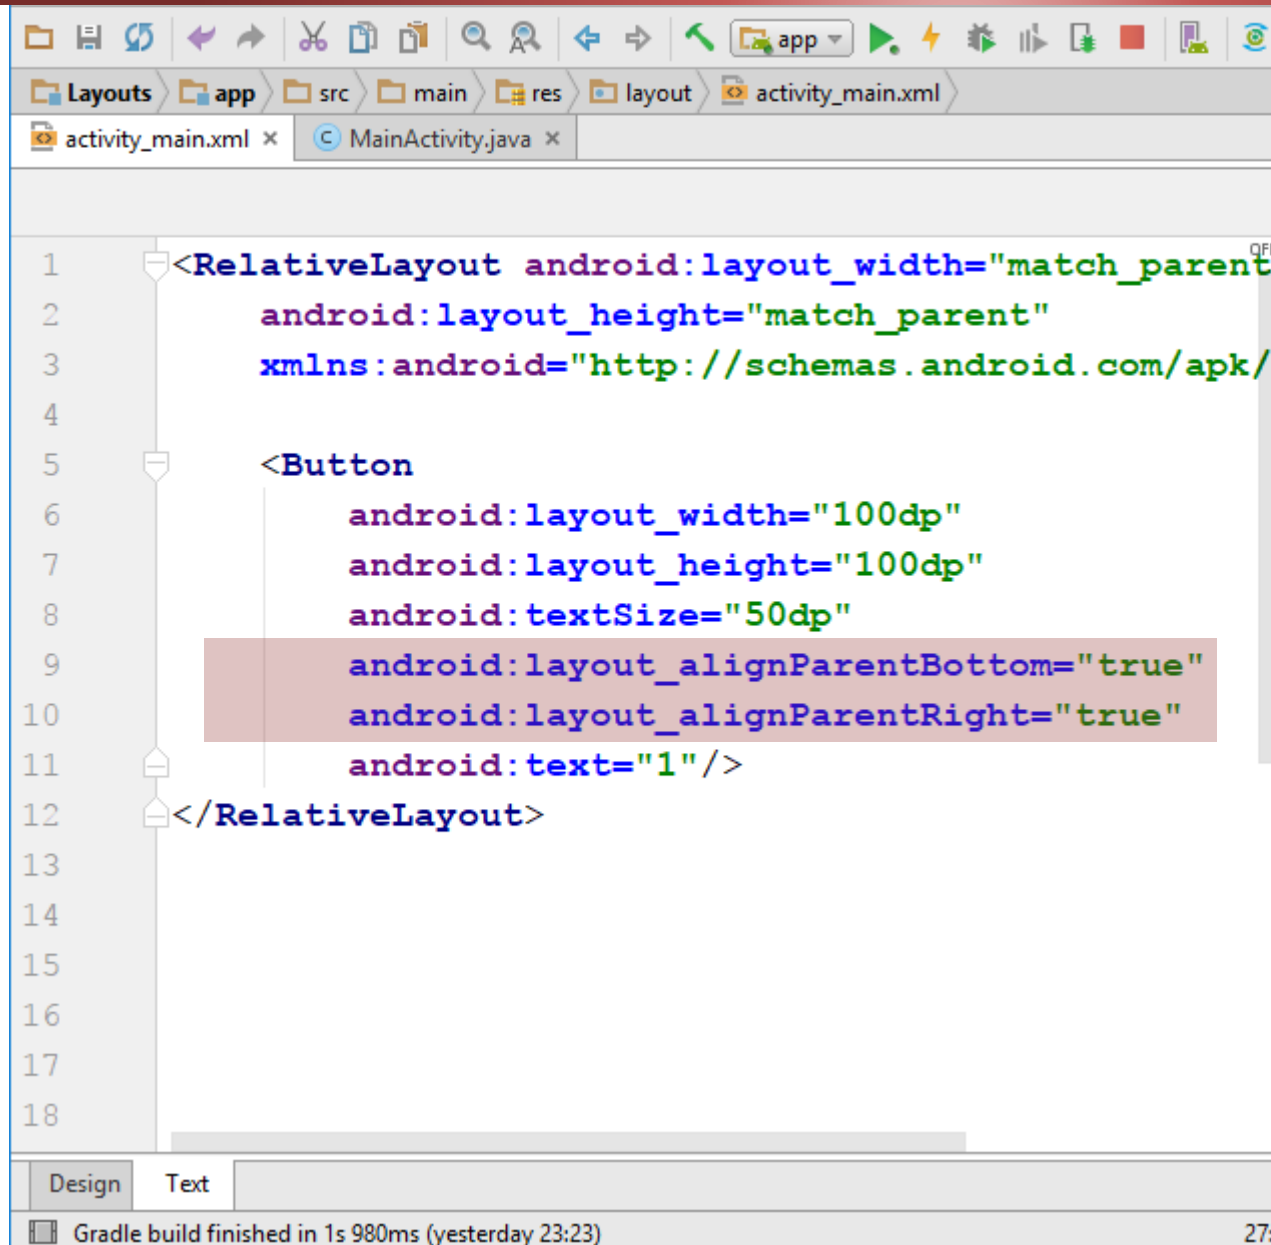 app
Layouts app src main res layout activity_main.xml
activity_main.xml × C MainActivity.java ×
1 <RelativeLayout android:layout_width="match_parent
2 android:layout_height="match_parent"
3 xmlns:android="http://schemas.android.com/apk/
4
5 <Button
6 android:layout_width="100dp"
7 android:layout_height="100dp"
8 android:textSize="50dp"
9 android:layout_alignParentBottom="true"
10 android:layout_alignParentRight="true"
11 android:text="1"/>
12 </RelativeLayout>
13
14
15
16
17
18
Design Text
Gradle build finished in 1s 980ms (yesterday 23:23) 27: